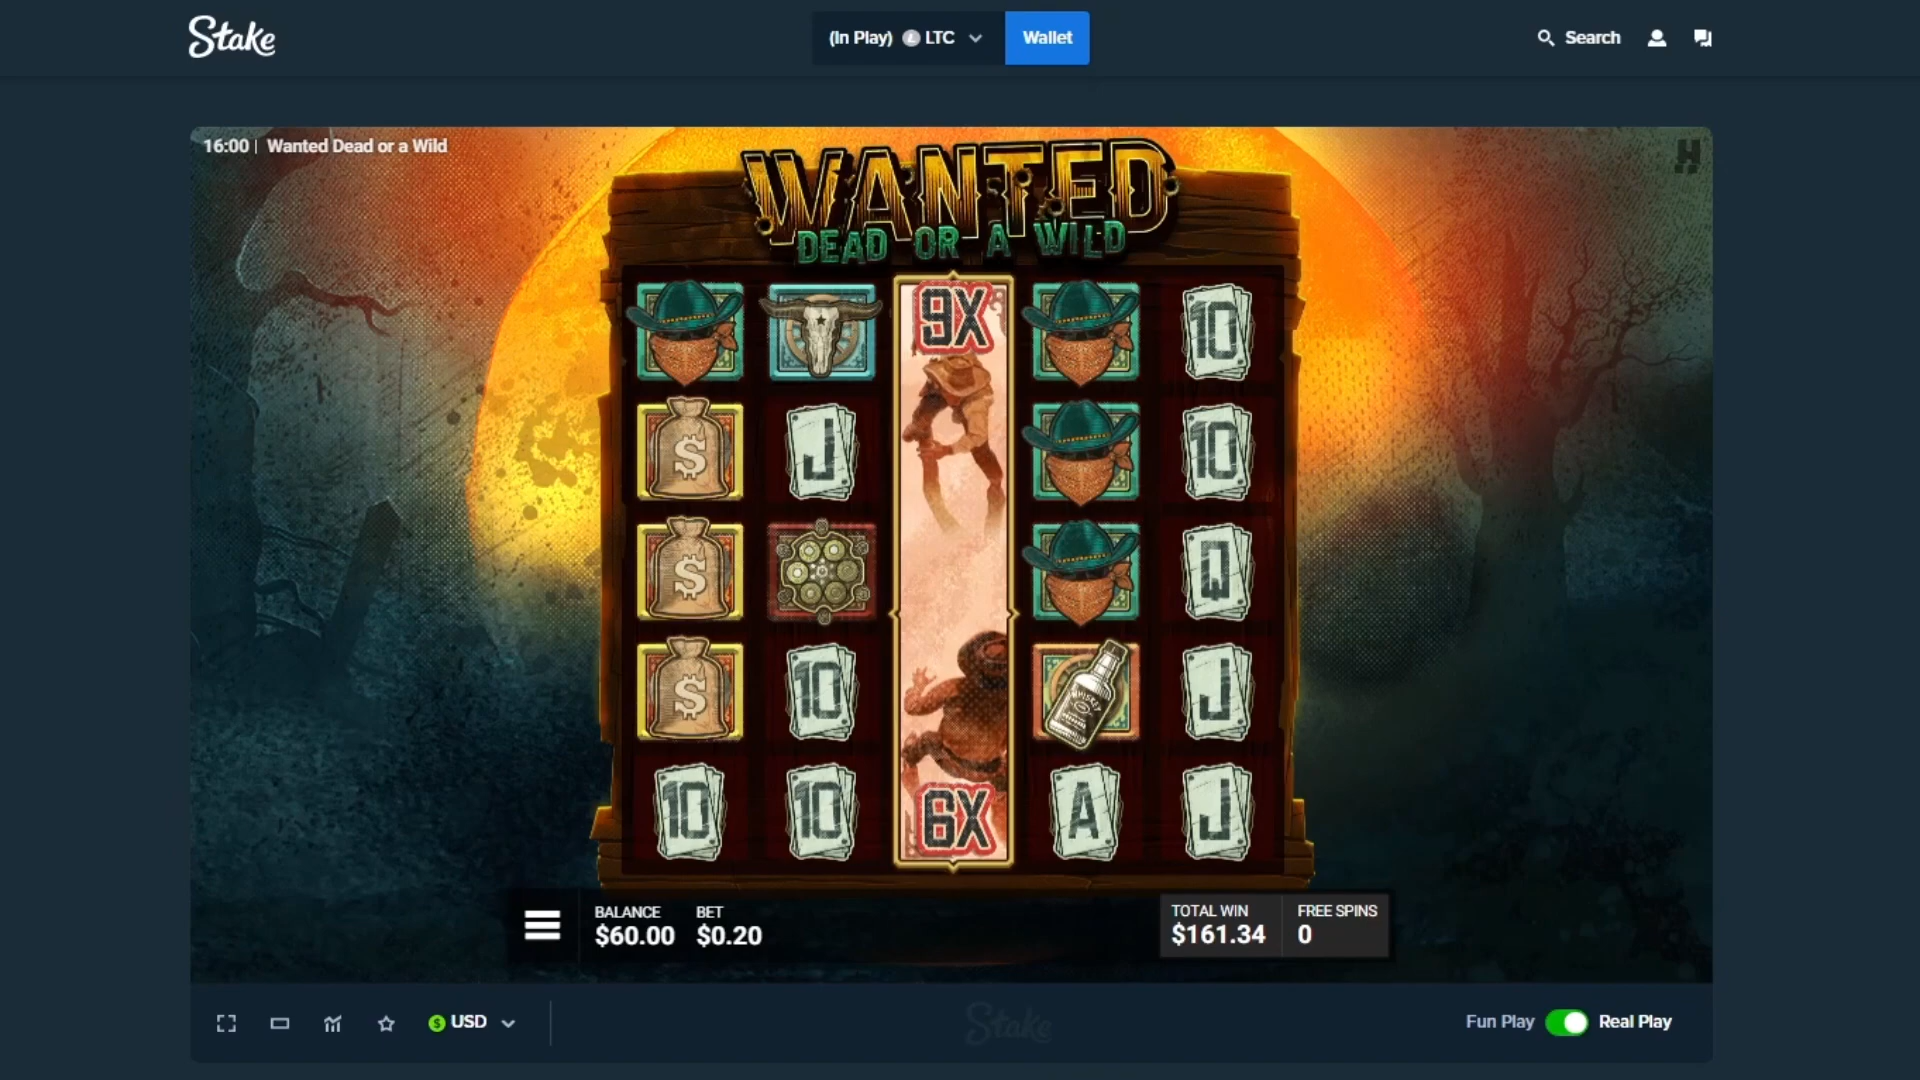 Stake
(In Play) LTC
Wallet
Search
16:00 | Wanted Dead or a Wild
WANTED
DEAD OR A WILD
9X
10
$ J 10
$ Q
$ 10 WHISKEY J
10 10 6X A J
BALANCE BET TOTAL WIN FREE SPINS
$60.00 $0.20 $161.34 0
$ USD Stake Fun Play Real Play